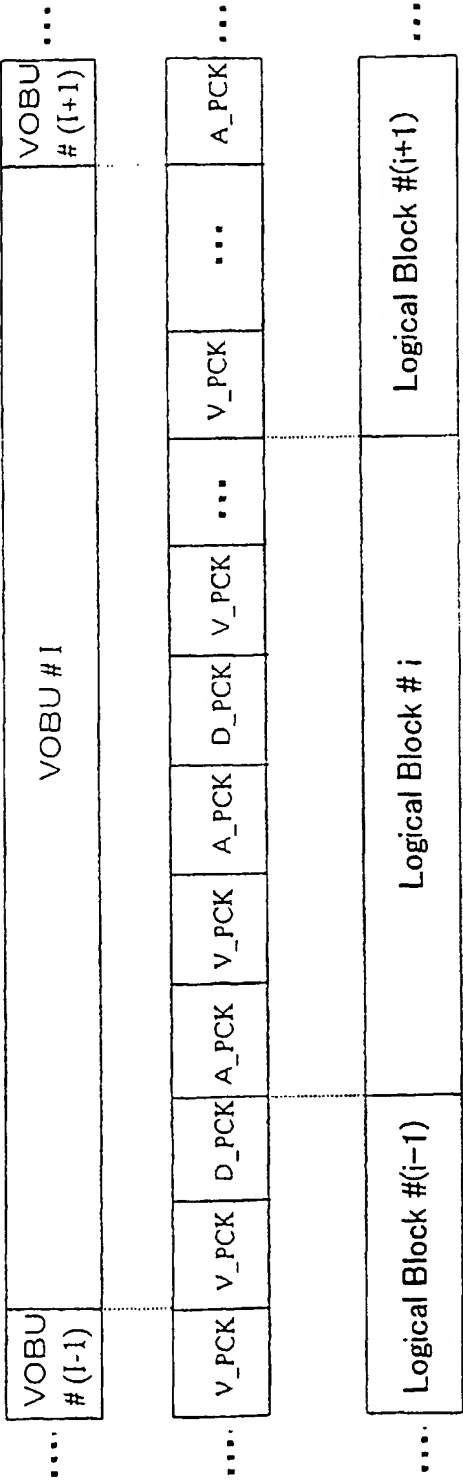 ... VOBU VOBU # I VOBU ...
# (I-1) # (I+1)
... V_PCK V_PCK D_PCK A_PCK V_PCK A_PCK D_PCK V_PCK ... V_PCK ... A_PCK ...
... Logical Block #(i−1) Logical Block # i Logical Block #(i+1) ...